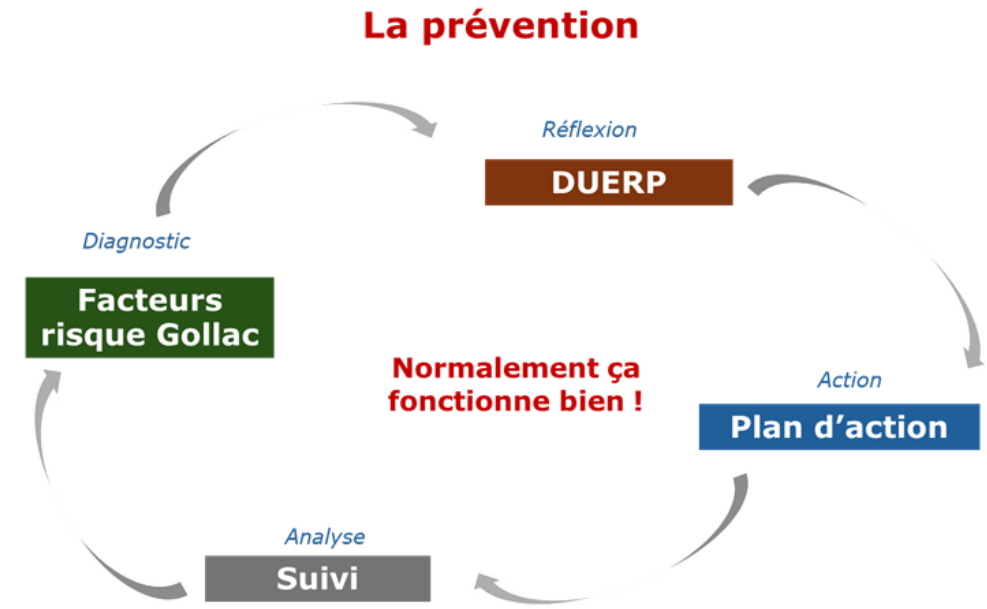 La prévention
Réflexion
DUERP
Diagnostic
Facteurs
risque Gollac
Normalement ça
fonctionne bien !
Action
Plan d’action
Analyse
Suivi